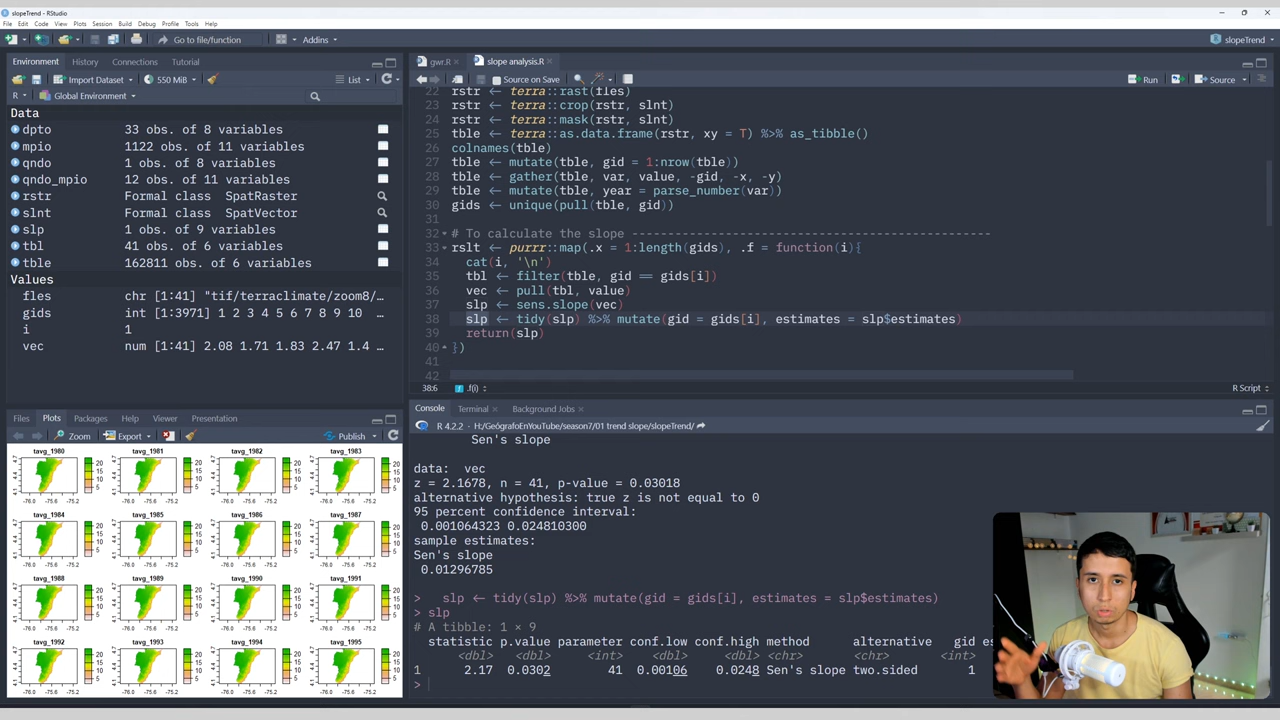 slopeTrend - RStudio
File Edit Code View Plots Session Build Debug Profile Tools Help
Go to file/function Addins slopeTrend
Environment History Connections Tutorial
Import Dataset 550 MiB List
R Global Environment
Data
dpto 33 obs. of 8 variables
mpio 1122 obs. of 11 variables
qndo 1 obs. of 8 variables
qndo_mpio 12 obs. of 11 variables
rstr Formal class SpatRaster
slnt Formal class SpatVector
slp 1 obs. of 9 variables
tbl 41 obs. of 6 variables
tble 162811 obs. of 6 variables
Values
fles chr [1:41] "tif/terraclimate/zoom8/…
gids int [1:3971] 1 2 3 4 5 6 7 8 9 10 …
i 1
vec num [1:41] 2.08 1.71 1.83 2.47 1.4 …
Files Plots Packages Help Viewer Presentation
Zoom Export Publish
tavg_1980 tavg_1981 tavg_1982 tavg_1983
tavg_1984 tavg_1985 tavg_1986 tavg_1987
tavg_1988 tavg_1989 tavg_1990 tavg_1991
tavg_1992 tavg_1993 tavg_1994 tavg_1995
gwr.R slope analysis.R
Source on Save Run Source
22 rstr ← terra::rast(fles)
23 rstr ← terra::crop(rstr, slnt)
24 rstr ← terra::mask(rstr, slnt)
25 tble ← terra::as.data.frame(rstr, xy = T) %>% as_tibble()
26 colnames(tble)
27 tble ← mutate(tble, gid = 1:nrow(tble))
28 tble ← gather(tble, var, value, -gid, -x, -y)
29 tble ← mutate(tble, year = parse_number(var))
30 gids ← unique(pull(tble, gid))
31
32 # To calculate the slope --------------------------------------------------
33 rslt ← purrr::map(.x = 1:length(gids), .f = function(i){
34 cat(i, '\n')
35 tbl ← filter(tble, gid == gids[i])
36 vec ← pull(tbl, value)
37 slp ← sens.slope(vec)
38 slp ← tidy(slp) %>% mutate(gid = gids[i], estimates = slp$estimates)
39 return(slp)
40 })
41
42
38:6 .f(i) R Script
Console Terminal Background Jobs
R 4.2.2 · H:/GeógrafoEnYouTube/season7/01 trend slope/slopeTrend/
Sen's slope
data: vec
z = 2.1678, n = 41, p-value = 0.03018
alternative hypothesis: true z is not equal to 0
95 percent confidence interval:
0.001064323 0.024810300
sample estimates:
Sen's slope
0.01296785
> slp ← tidy(slp) %>% mutate(gid = gids[i], estimates = slp$estimates)
> slp
# A tibble: 1 × 9
statistic p.value parameter conf.low conf.high method alternative gid es
<dbl> <dbl> <int> <dbl> <dbl> <chr> <chr> <int>
1 2.17 0.0302 41 0.00106 0.0248 Sen's slope two.sided 1
>